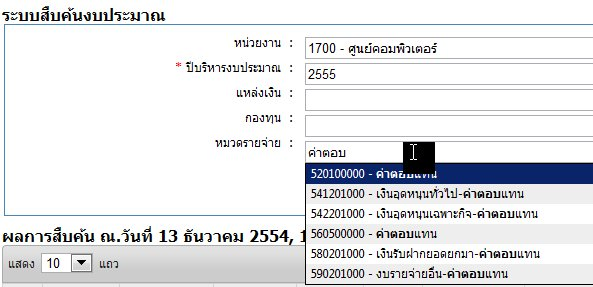 ระบบสืบค้นงบประมาณ
หน่วยงาน : 1700 - ศูนย์คอมพิวเตอร์
* ปีบริหารงบประมาณ : 2555
แหล่งเงิน :
กองทุน :
หมวดรายจ่าย : ค่าตอบ
520100000 - ค่าตอบแทน
541201000 - เงินอุดหนุนทั่วไป-ค่าตอบแทน
542201000 - เงินอุดหนุนเฉพาะกิจ-ค่าตอบแทน
560500000 - ค่าตอบแทน
580201000 - เงินรับฝากถอดยกมา-ค่าตอบแทน
590201000 - งบรายจ่ายอื่น-ค่าตอบแทน
ผลการสืบค้น ณ.วันที่ 13 ธันวาคม 2554, 1
แสดง 10 แถว